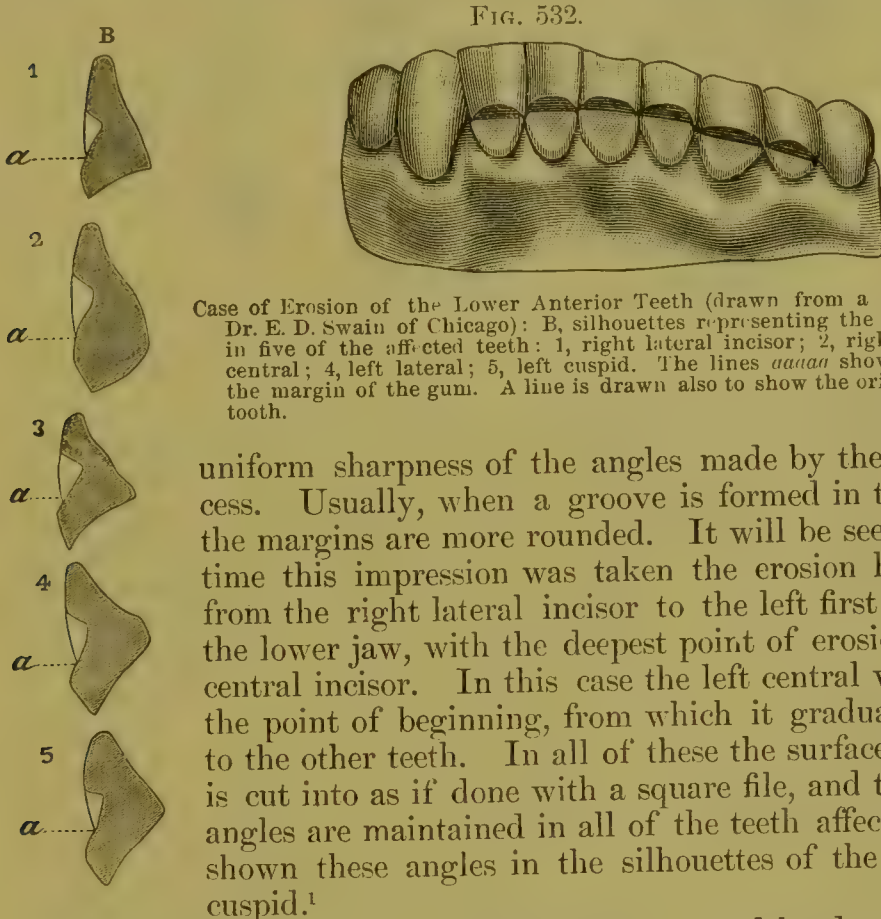 FIG. 532.
B
1
a
2
a
3
a
4
a
5
a
Case of Erosion of the Lower Anterior Teeth (drawn from a
Dr. E. D. Swain of Chicago): B, silhouettes representing the
in five of the affected teeth: 1, right lateral incisor; 2, righ
central; 4, left lateral; 5, left cuspid. The lines aaaaa show
the margin of the gum. A line is drawn also to show the ori
tooth.
uniform sharpness of the angles made by the
cess. Usually, when a groove is formed in t
the margins are more rounded. It will be see
time this impression was taken the erosion h
from the right lateral incisor to the left first
the lower jaw, with the deepest point of erosi
central incisor. In this case the left central w
the point of beginning, from which it gradua
to the other teeth. In all of these the surface
is cut into as if done with a square file, and t
angles are maintained in all of the teeth affec
shown these angles in the silhouettes of the
cuspid.¹